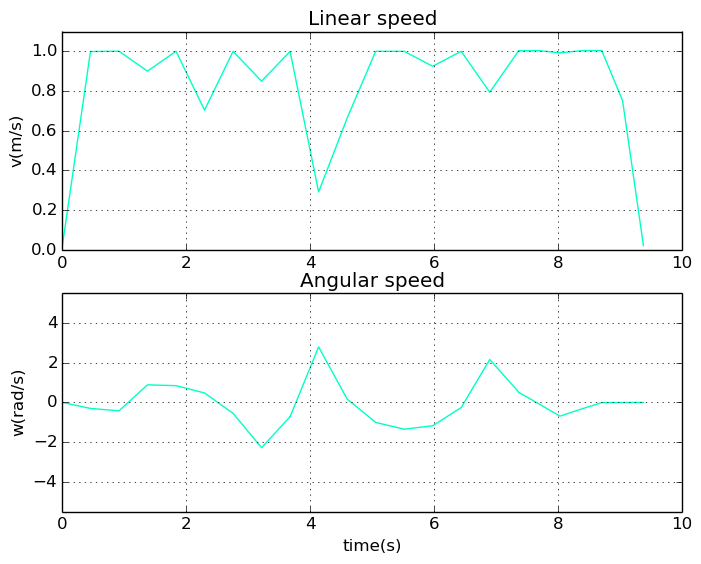 Linear speed
1.0
0.8
0.6
0.4
0.2
0.0
v(m/s)
0 2 4 6 8 10
Angular speed
4
2
0
−2
−4
w(rad/s)
0 2 4 6 8 10
time(s)